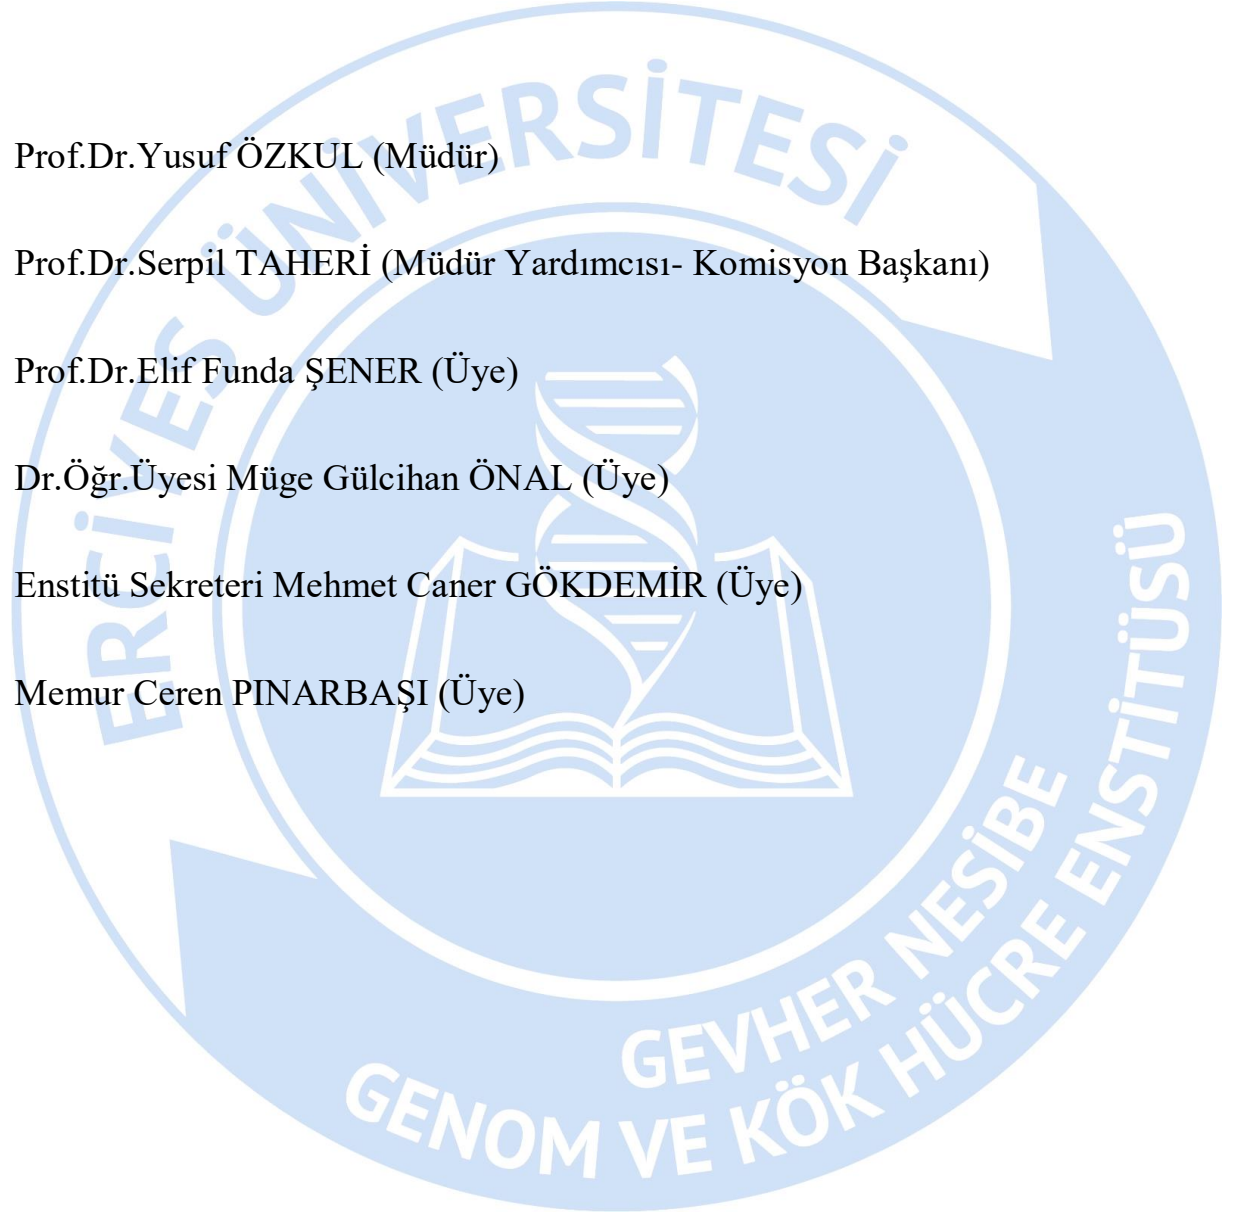 Prof.Dr.Yusuf ÖZKUL (Müdür)
Prof.Dr.Serpil TAHERİ (Müdür Yardımcısı- Komisyon Başkanı)
Prof.Dr.Elif Funda ŞENER (Üye)
Dr.Öğr.Üyesi Müge Gülcihan ÖNAL (Üye)
Enstitü Sekreteri Mehmet Caner GÖKDEMİR (Üye)
Memur Ceren PINARBAŞI (Üye)
ERCİYES ÜNİVERSİTESİ
GEVHER NESİBE
GENOM VE KÖK HÜCRE ENSTİTÜSÜ